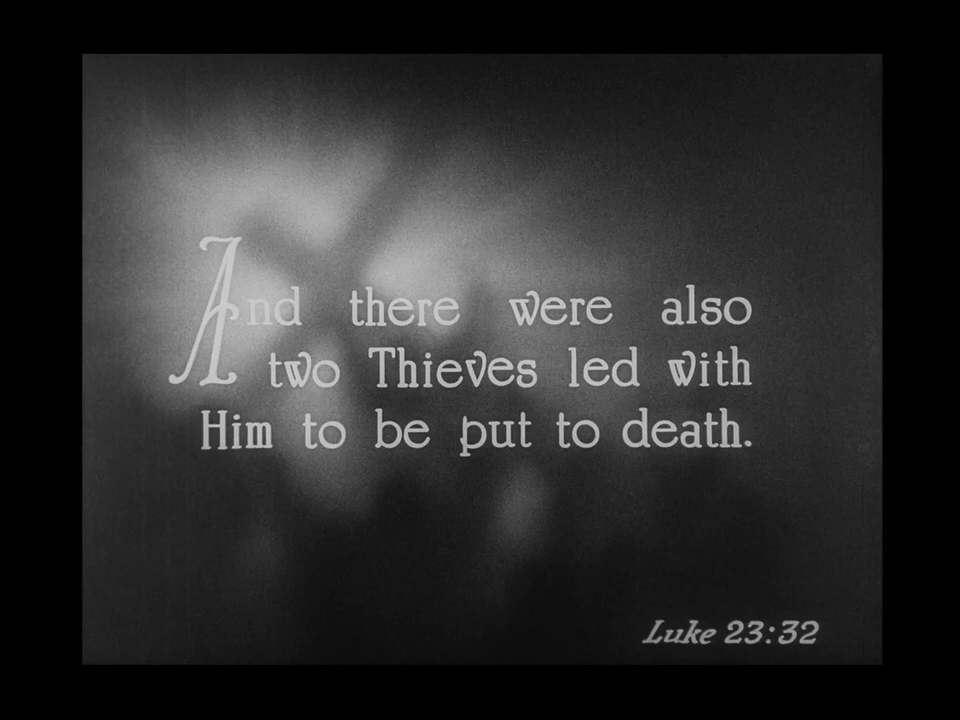 And there were also
two Thieves led with
Him to be put to death.
Luke 23:32